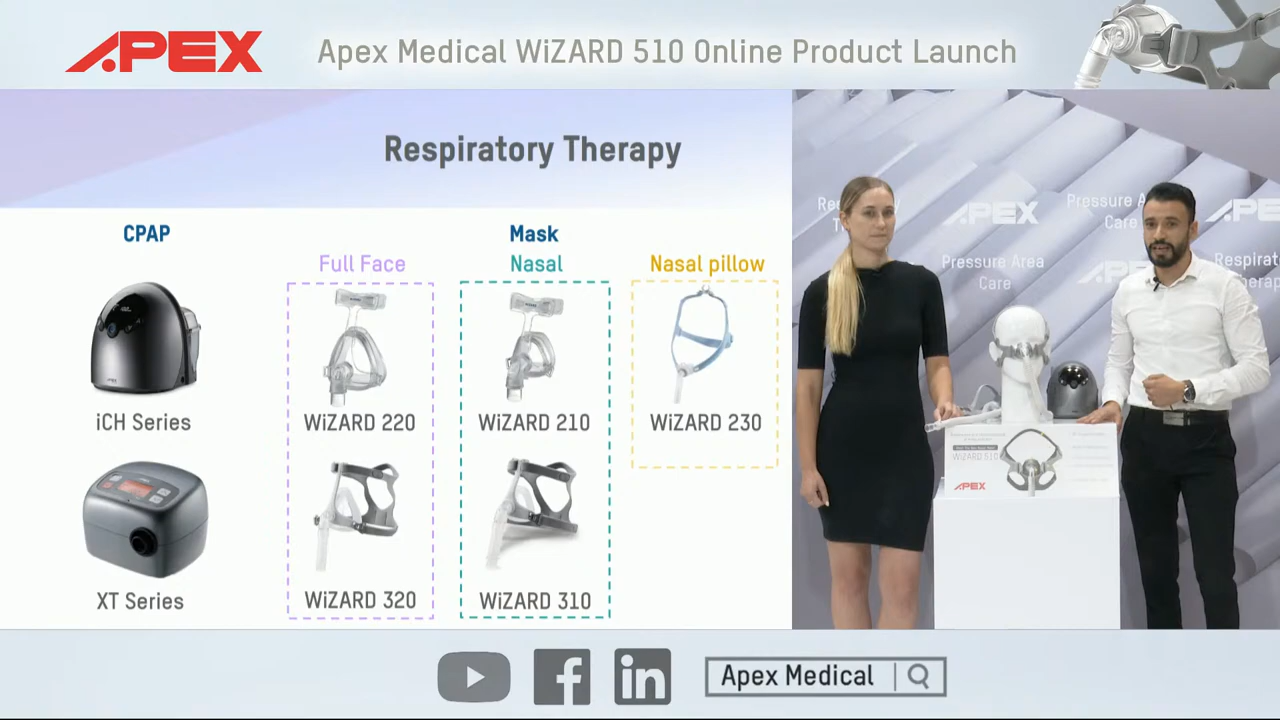 APEX
Apex Medical WiZARD 510 Online Product Launch
Respiratory Therapy
CPAP
Mask
Full Face
Nasal
Nasal pillow
iCH Series
WiZARD 220
WiZARD 210
WiZARD 230
XT Series
WiZARD 320
WiZARD 310
APEX
Pressure Area
Care
APEX
Pressure Area
Care
APEX
WiZARD 510
APEX
Apex Medical
in